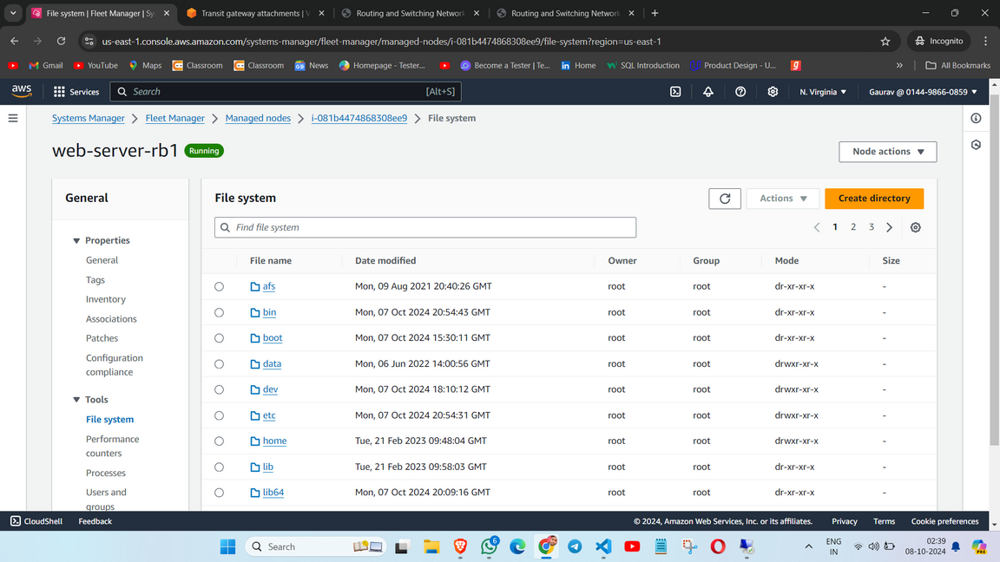 File system | Fleet Manager | Sy
Transit gateway attachments | V
Routing and Switching Network
Routing and Switching Network
us-east-1.console.aws.amazon.com/systems-manager/fleet-manager/managed-nodes/i-081b4474868308ee9/file-system?region=us-east-1
Incognito
Gmail
YouTube
Maps
Classroom
Classroom
News
Homepage - Tester...
Become a Tester | Te...
Home
SQL Introduction
Product Design - U...
All Bookmarks
aws
Services
Search
[Alt+S]
N. Virginia
Gaurav @ 0144-9866-0859
Systems Manager
Fleet Manager
Managed nodes
i-081b4474868308ee9
File system
web-server-rb1
Running
Node actions
General
Properties
General
Tags
Inventory
Associations
Patches
Configuration
compliance
Tools
File system
Performance
counters
Processes
Users and
groups
File system
Actions
Create directory
Find file system
1 2 3
File name Date modified Owner Group Mode Size
afs Mon, 09 Aug 2021 20:40:26 GMT root root dr-xr-xr-x -
bin Mon, 07 Oct 2024 20:54:43 GMT root root dr-xr-xr-x -
boot Mon, 07 Oct 2024 15:30:11 GMT root root dr-xr-xr-x -
data Mon, 06 Jun 2022 14:00:56 GMT root root drwxr-xr-x -
dev Mon, 07 Oct 2024 18:10:12 GMT root root drwxr-xr-x -
etc Mon, 07 Oct 2024 20:54:31 GMT root root drwxr-xr-x -
home Tue, 21 Feb 2023 09:48:04 GMT root root drwxr-xr-x -
lib Tue, 21 Feb 2023 09:58:03 GMT root root dr-xr-xr-x -
lib64 Mon, 07 Oct 2024 20:09:16 GMT root root dr-xr-xr-x -
CloudShell
Feedback
© 2024, Amazon Web Services, Inc. or its affiliates.
Privacy
Terms
Cookie preferences
Search
6
ENG
IN
02:39
08-10-2024
PRE